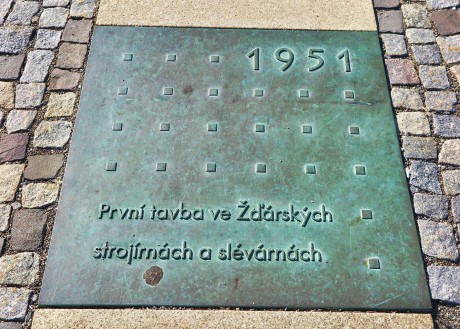 1951
První tavba ve Žďárských
strojírnách a slévárnách